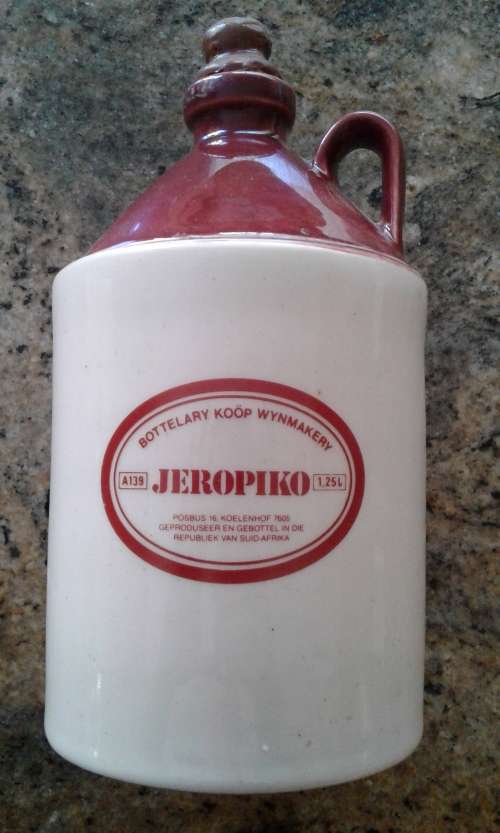 BOTTELARY KOÖP WYNMAKERY
A139 JEROPIKO 1,25 L
POSBUS 16, KOELENHOF 7605
GEPRODUSEER EN GEBOTTEL IN DIE
REPUBLIEK VAN SUID-AFRIKA